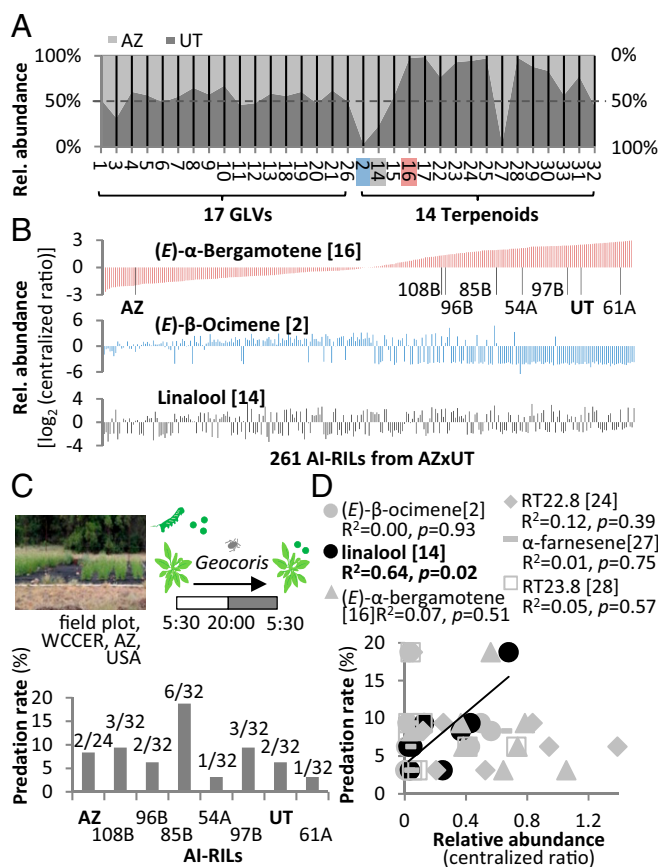 A
AZ UT
Rel. abundance
100% 0%
50% 50%
0% 100%
1 3 4 5 6 7 8 9 10 11 12 13 18 19 20 21 26 2 14 15 16 17 22 23 24 25 27 28 29 30 31 32
17 GLVs 14 Terpenoids
B
Rel. abundance
[log2 (centralized ratio)]
3
0
-3
(E)-α-Bergamotene [16]
AZ
108B 85B 97B UT
96B 54A 61A
6
0
-6
(E)-β-Ocimene [2]
4
0
-4
Linalool [14]
261 AI-RILs from AZxUT
C
field plot,
WCCER, AZ,
USA
Geocoris
5:30 20:00 5:30
Predation rate (%)
20
15
10
5
0
2/24 3/32 2/32 6/32 1/32 3/32 2/32 1/32
AZ 96B 54A UT
108B 85B 97B 61A
AI-RILs
D
(E)-β-ocimene[2]
R²=0.00, p=0.93
linalool [14]
R²=0.64, p=0.02
(E)-α-bergamotene
[16]R²=0.07, p=0.51
RT22.8 [24]
R²=0.12, p=0.39
α-farnesene[27]
R²=0.01, p=0.75
RT23.8 [28]
R²=0.05, p=0.57
Predation rate (%)
20
15
10
5
0
0 0.4 0.8 1.2
Relative abundance
(centralized ratio)